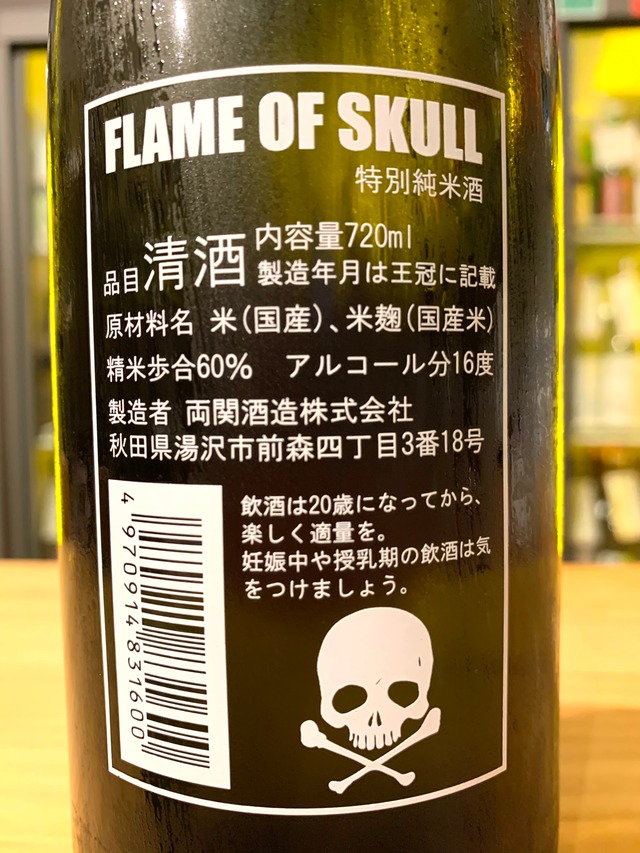 FLAME OF SKULL
特別純米酒
品目 清酒 内容量720ml
製造年月は王冠に記載
原材料名 米(国産)、米麹(国産米)
精米歩合60% アルコール分16度
製造者 両関酒造株式会社
秋田県湯沢市前森四丁目3番18号
飲酒は20歳になってから、
楽しく適量を。
妊娠中や授乳期の飲酒は気
をつけましょう。
4970914831600